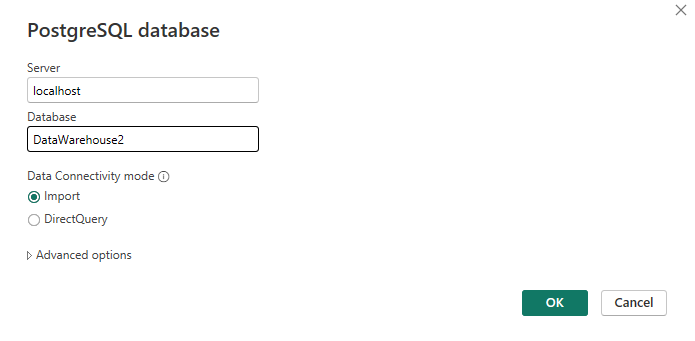 PostgreSQL database
Server
localhost
Database
DataWarehouse2
Data Connectivity mode
Import
DirectQuery
Advanced options
OK Cancel